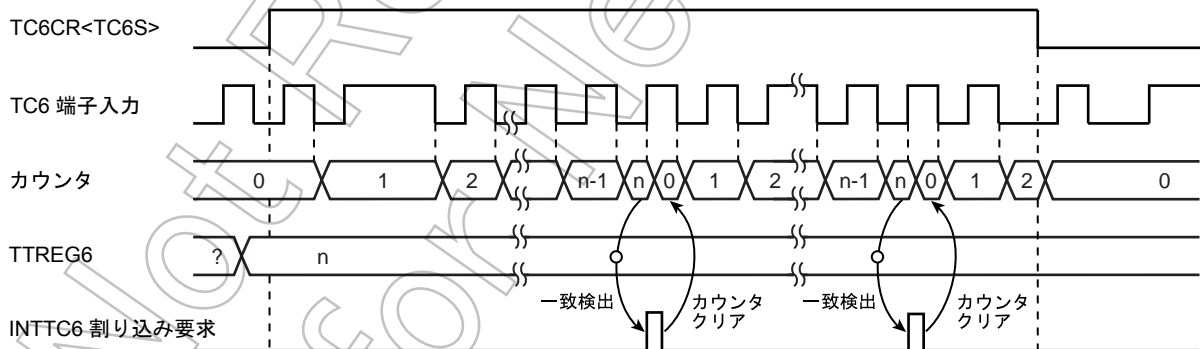 TC6CR<TC6S>
TC6 端子入力
カウンタ
0 1 2 n-1 n 0 1 2 n-1 n 0 1 2 0
TTREG6
? n
一致検出 カウンタ 一致検出 カウンタ
クリア クリア
INTTC6 割り込み要求